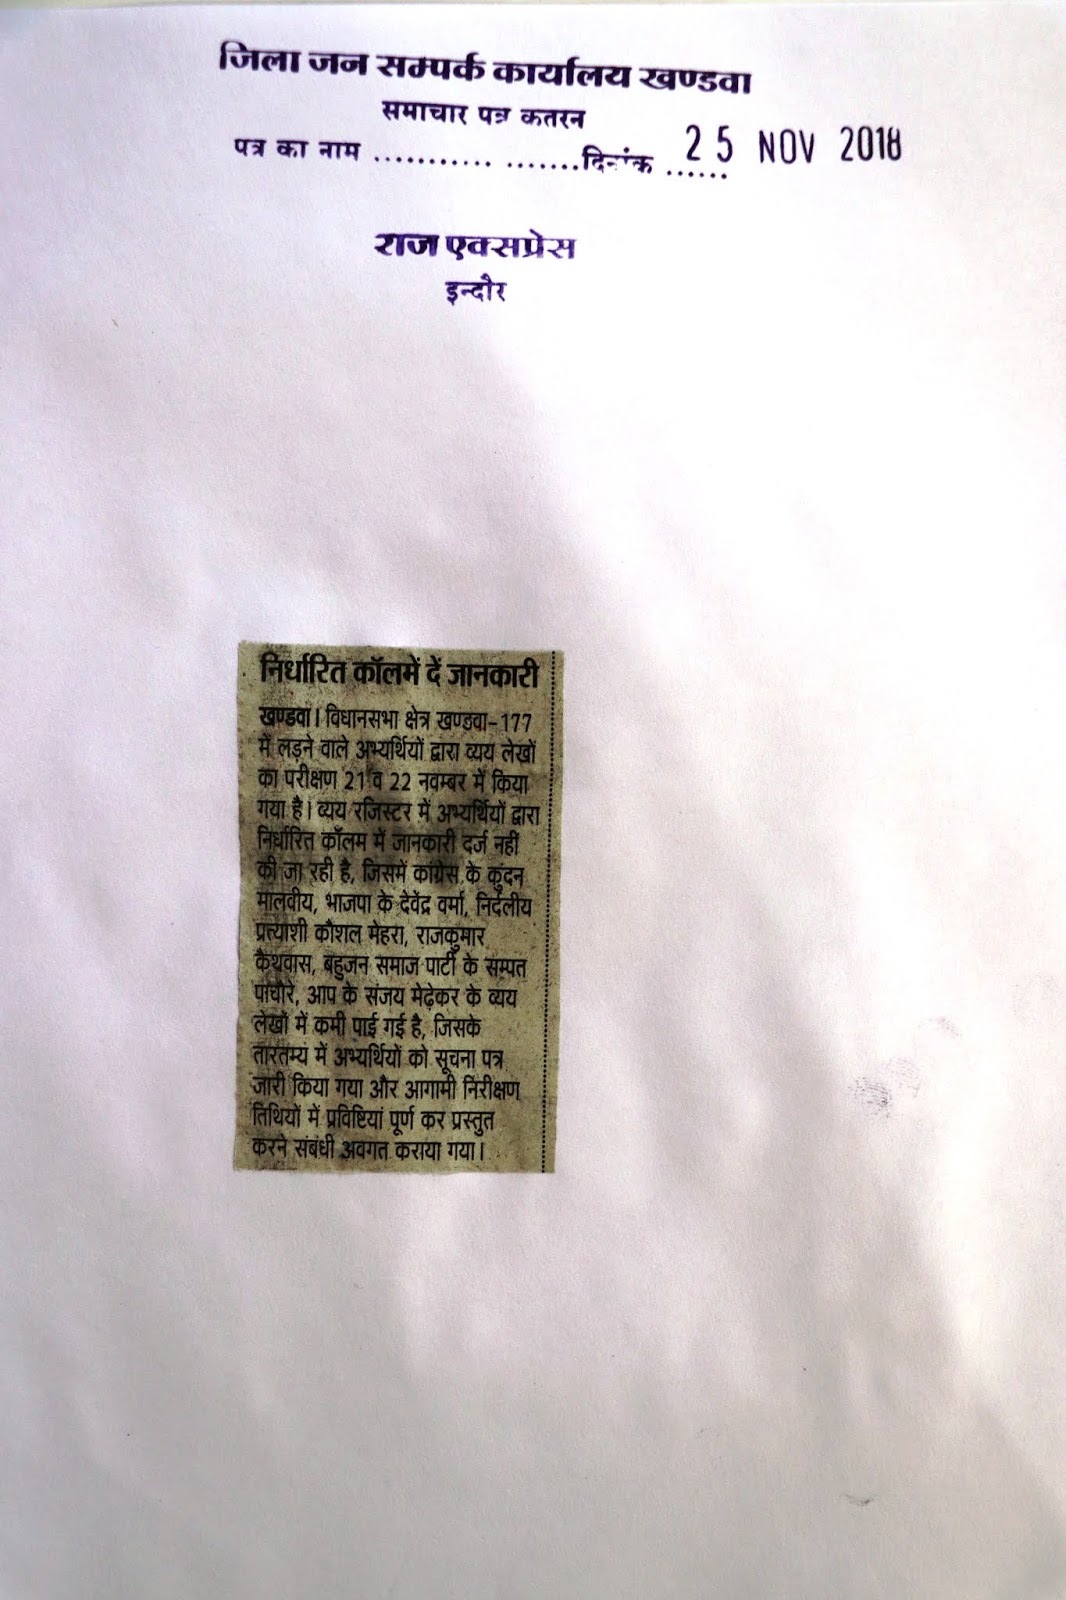 जिला जन सम्पर्क कार्यालय खण्डवा
समाचार पत्र कतरन
पत्र का नाम ........... .......दिनांक ...... 25 NOV 2018
राज एक्सप्रेस
इन्दौर
निर्धारित कॉलमें दें जानकारी
खण्डवा। विधानसभा क्षेत्र खण्डवा-177
में लड़ने वाले अभ्यर्थियों द्वारा व्यय लेखों
का परीक्षण 21 व 22 नवम्बर में किया
गया है। व्यय रजिस्टर में अभ्यर्थियों द्वारा
निर्धारित कॉलम में जानकारी दर्ज नहीं
की जा रही है, जिसमें कांग्रेस के कुंदन
मालवीय, भाजपा के देवेंद्र वर्मा, निर्दलीय
प्रत्याशी कौशल मेहरा, राजकुमार
कैथवास, बहुजन समाज पार्टी के सम्पत
पाचोरे, आप के संजय मेढ़ेकर के व्यय
लेखों में कमी पाई गई है, जिसके
तारतम्य में अभ्यर्थियों को सूचना पत्र
जारी किया गया और आगामी निरीक्षण
तिथियों में प्रविष्टियां पूर्ण कर प्रस्तुत
करने संबंधी अवगत कराया गया।